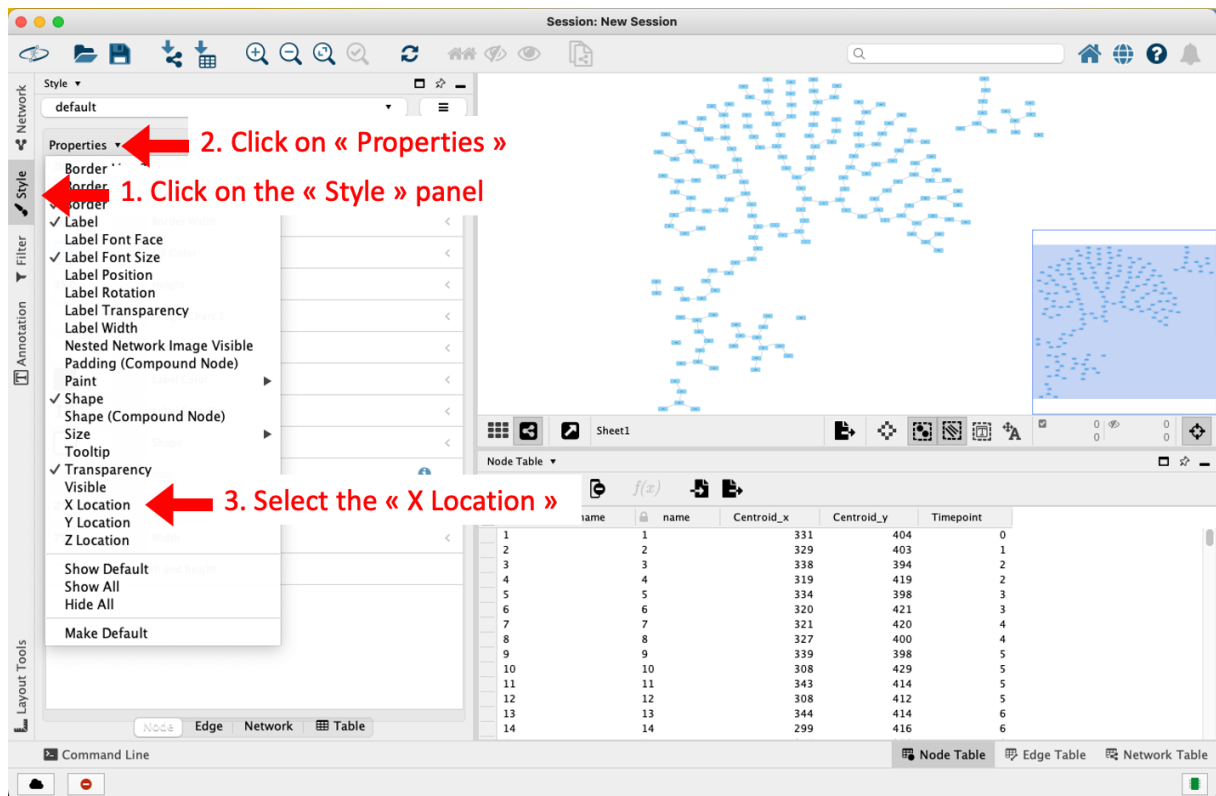 Session: New Session
Style
default
Properties
2. Click on « Properties »
1. Click on the « Style » panel
Network
Style
Filter
Annotation
Layout Tools
Border
Border
Border
Label
Label Font Face
Label Font Size
Label Position
Label Rotation
Label Transparency
Label Width
Nested Network Image Visible
Padding (Compound Node)
Paint
Shape
Shape (Compound Node)
Size
Tooltip
Transparency
Visible
X Location
Y Location
Z Location
3. Select the « X Location »
Show Default
Show All
Hide All
Make Default
Node Edge Network Table
Sheet1
0 0
0 0
Node Table
f(x)
name name Centroid_x Centroid_y Timepoint
1 1 331 404 0
2 2 329 403 1
3 3 338 394 2
4 4 319 419 2
5 5 334 398 3
6 6 320 421 3
7 7 321 420 4
8 8 327 400 4
9 9 339 398 5
10 10 308 429 5
11 11 343 414 5
12 12 308 412 5
13 13 344 414 6
14 14 299 416 6
Command Line
Node Table Edge Table Network Table